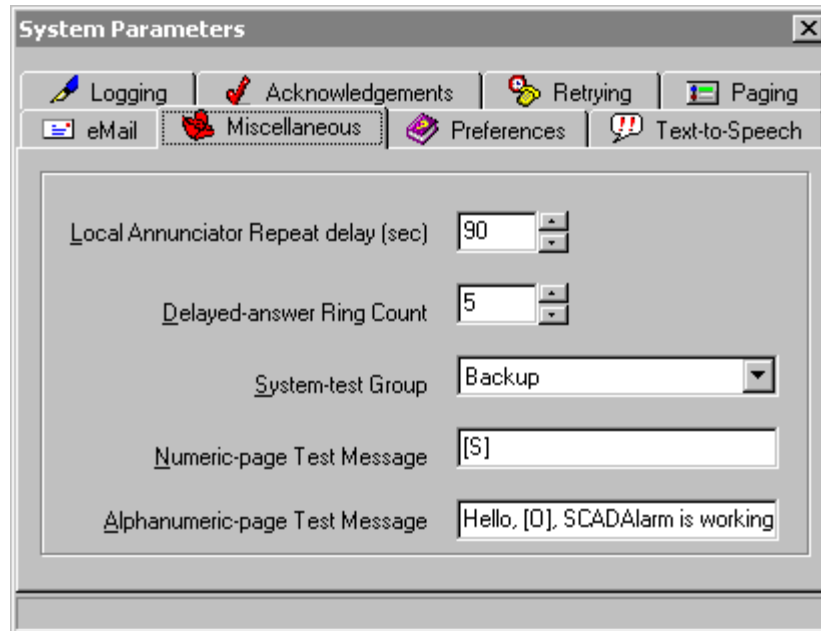 System Parameters
Logging Acknowledgements Retrying Paging
eMail Miscellaneous Preferences Text-to-Speech
Local Annunciator Repeat delay (sec) 90
Delayed-answer Ring Count 5
System-test Group Backup
Numeric-page Test Message [S]
Alphanumeric-page Test Message Hello, [O], SCADAlarm is working